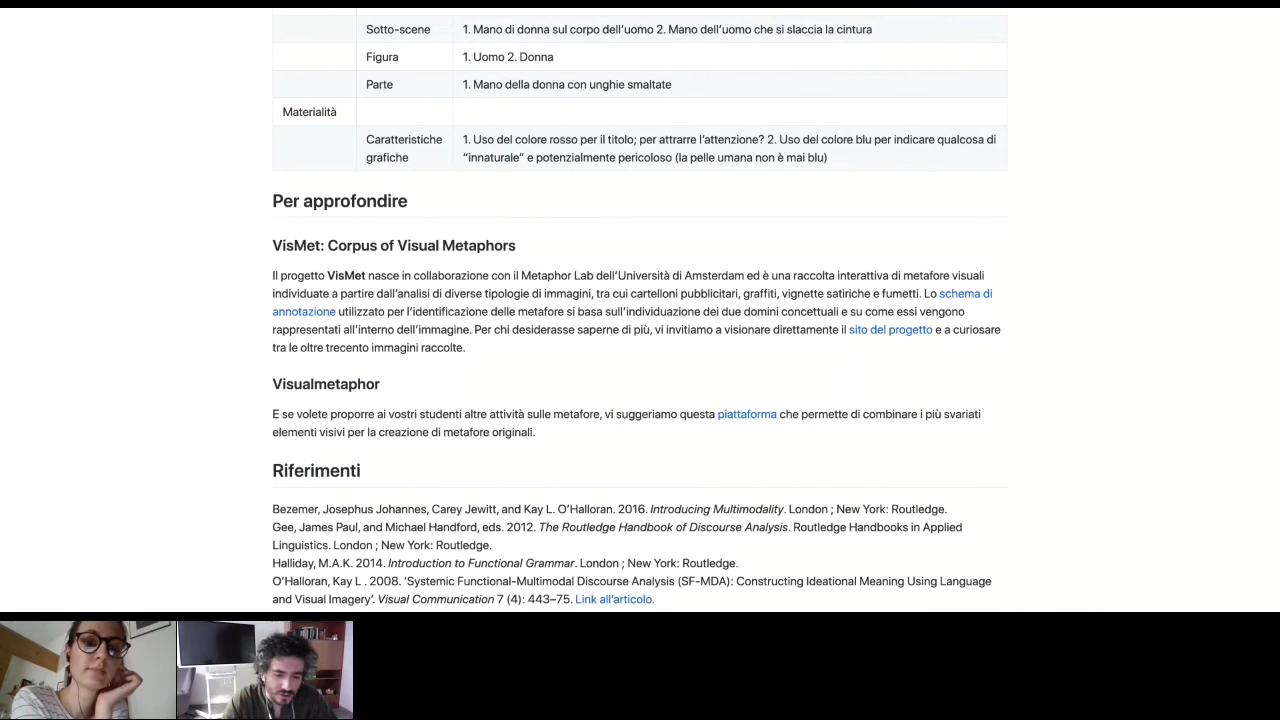 Sotto-scene 1. Mano di donna sul corpo dell'uomo 2. Mano dell'uomo che si slaccia la cintura
Figura 1. Uomo 2. Donna
Parte 1. Mano della donna con unghie smaltate
Materialità
Caratteristiche grafiche 1. Uso del colore rosso per il titolo; per attrarre l'attenzione? 2. Uso del colore blu per indicare qualcosa di
"innaturale" e potenzialmente pericoloso (la pelle umana non è mai blu)
Per approfondire
VisMet: Corpus of Visual Metaphors
Il progetto VisMet nasce in collaborazione con il Metaphor Lab dell'Università di Amsterdam ed è una raccolta interattiva di metafore visuali
individuate a partire dall'analisi di diverse tipologie di immagini, tra cui cartelloni pubblicitari, graffiti, vignette satiriche e fumetti. Lo schema di
annotazione utilizzato per l'identificazione delle metafore si basa sull'individuazione dei due domini concettuali e su come essi vengono
rappresentati all'interno dell'immagine. Per chi desiderasse saperne di più, vi invitiamo a visionare direttamente il sito del progetto e a curiosare
tra le oltre trecento immagini raccolte.
Visualmetaphor
E se volete proporre ai vostri studenti altre attività sulle metafore, vi suggeriamo questa piattaforma che permette di combinare i più svariati
elementi visivi per la creazione di metafore originali.
Riferimenti
Bezemer, Josephus Johannes, Carey Jewitt, and Kay L. O'Halloran. 2016. Introducing Multimodality. London ; New York: Routledge.
Gee, James Paul, and Michael Handford, eds. 2012. The Routledge Handbook of Discourse Analysis. Routledge Handbooks in Applied
Linguistics. London ; New York: Routledge.
Halliday, M.A.K. 2014. Introduction to Functional Grammar. London ; New York: Routledge.
O'Halloran, Kay L . 2008. 'Systemic Functional-Multimodal Discourse Analysis (SF-MDA): Constructing Ideational Meaning Using Language
and Visual Imagery'. Visual Communication 7 (4): 443–75. Link all'articolo.